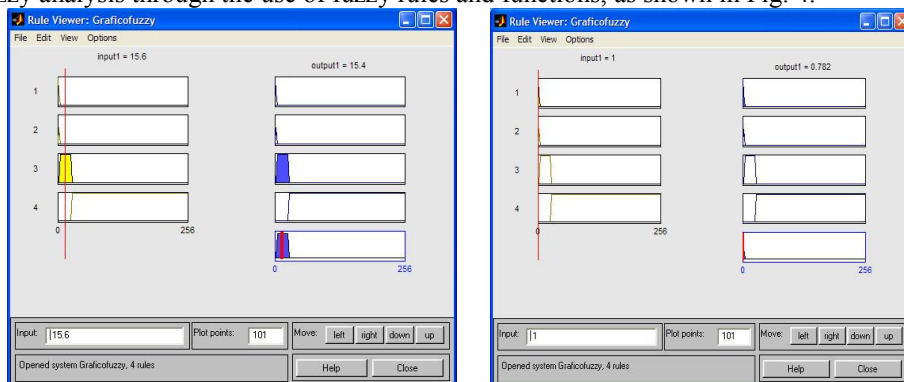 zzy analysis through the use of fuzzy rules and functions, as shown in Fig. 4.
Rule Viewer: Graficofuzzy
File Edit View Options
input1 = 15.6
output1 = 15.4
1
2
3
4
0 256
0 256
Input: 15.6
Plot points: 101
Move: left right down up
Opened system Graficofuzzy, 4 rules
Help Close
Rule Viewer: Graficofuzzy
File Edit View Options
input1 = 1
output1 = 0.782
1
2
3
4
0 256
0 256
Input: 1
Plot points: 101
Move: left right down up
Opened system Graficofuzzy, 4 rules
Help Close